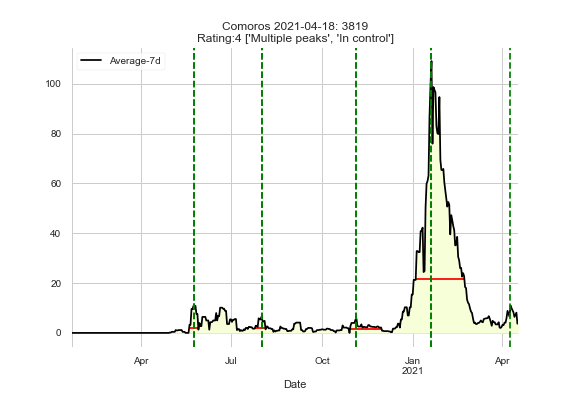 Comoros 2021-04-18: 3819
Rating:4 ['Multiple peaks', 'In control']
Average-7d
100
80
60
40
20
0
Apr
Jul
Oct
Jan
2021
Apr
Date